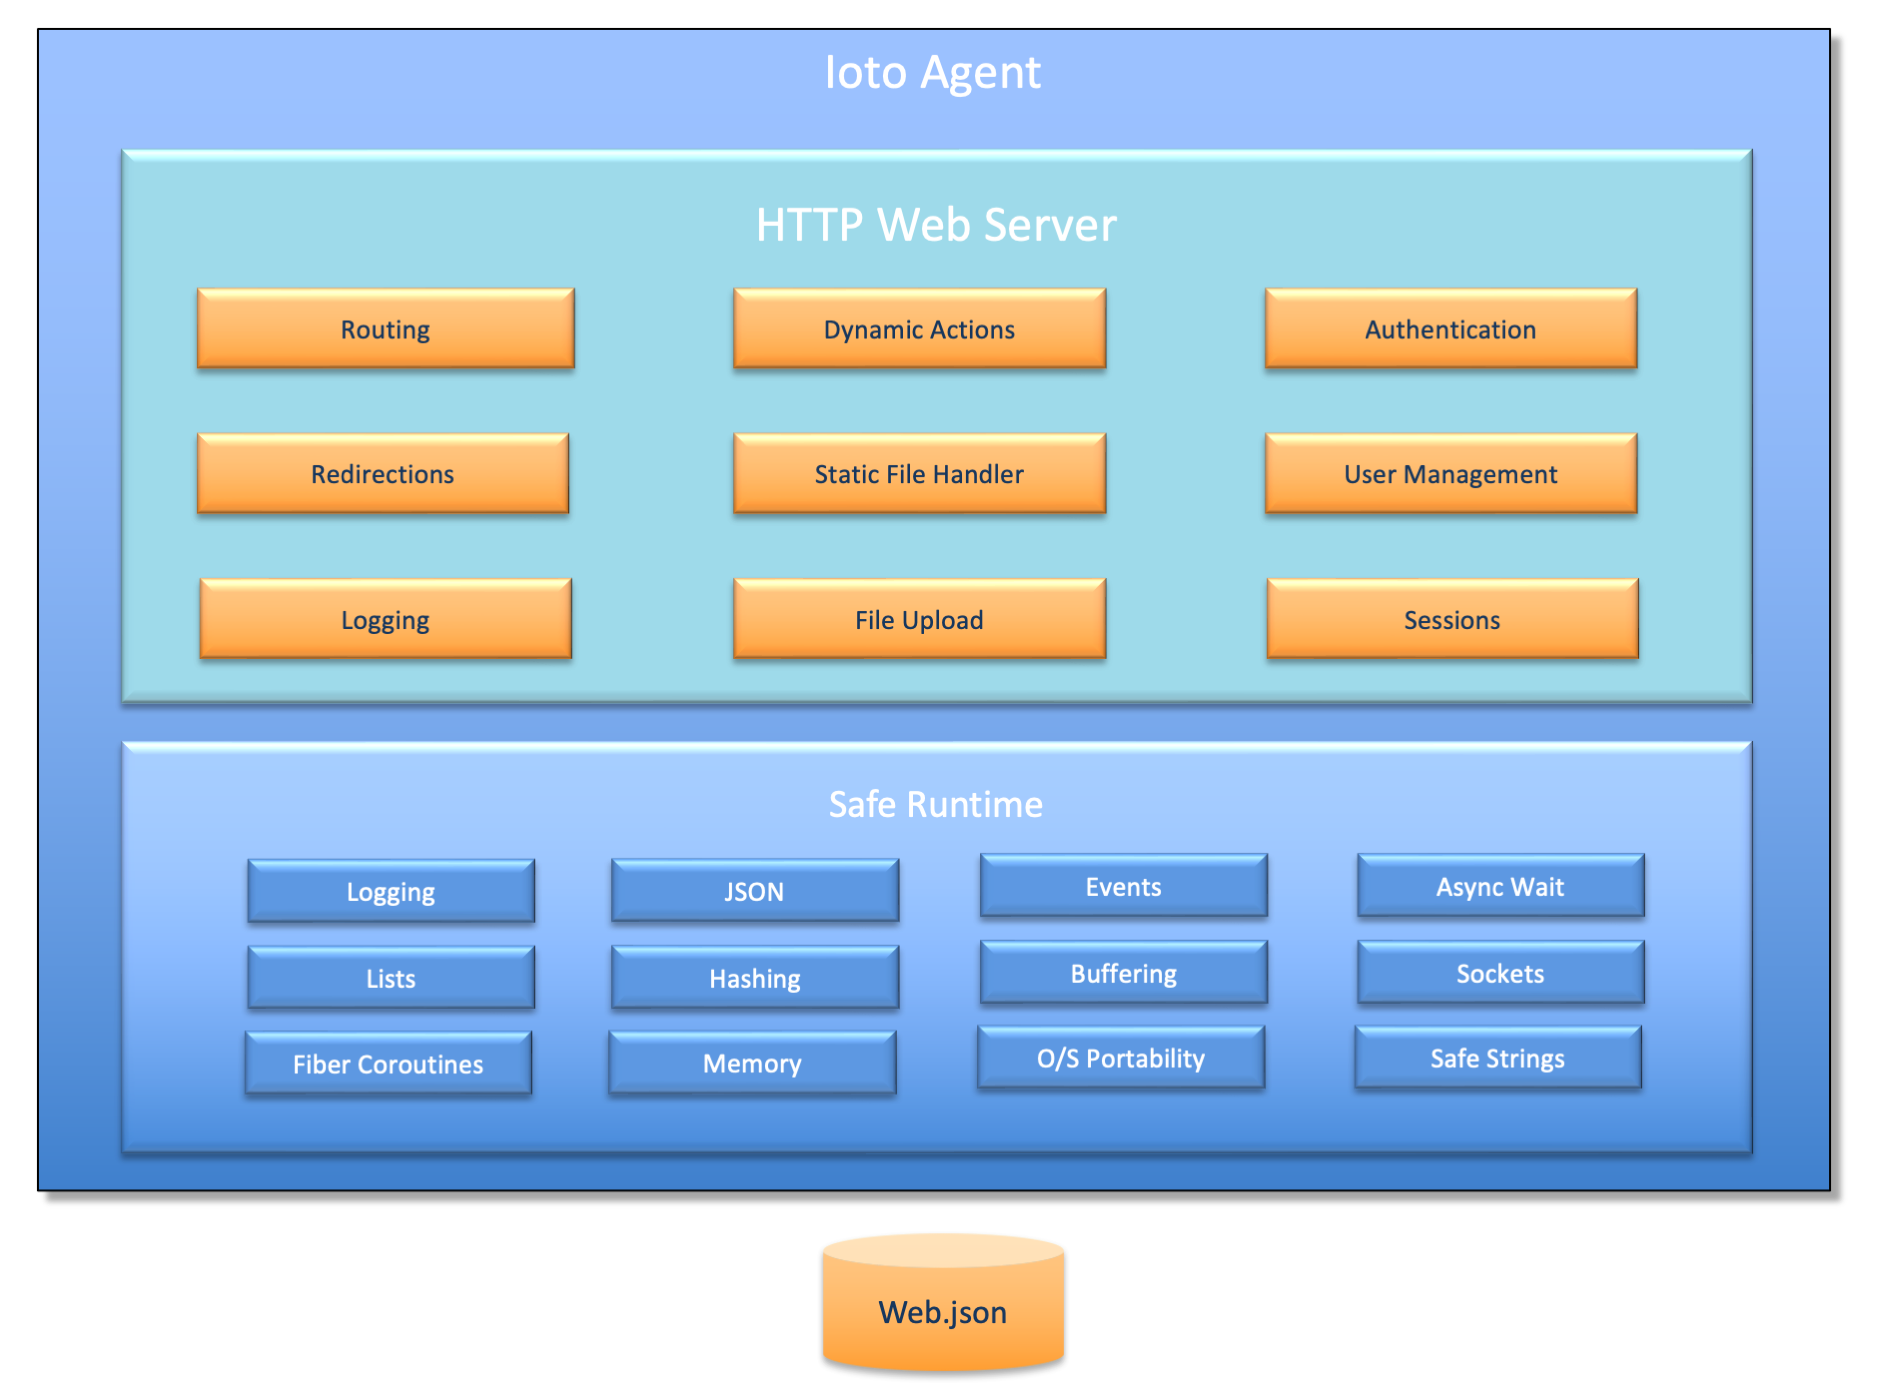 Ioto Agent
HTTP Web Server
Routing
Dynamic Actions
Authentication
Redirections
Static File Handler
User Management
Logging
File Upload
Sessions
Safe Runtime
Logging
JSON
Events
Async Wait
Lists
Hashing
Buffering
Sockets
Fiber Coroutines
Memory
O/S Portability
Safe Strings
Web.json